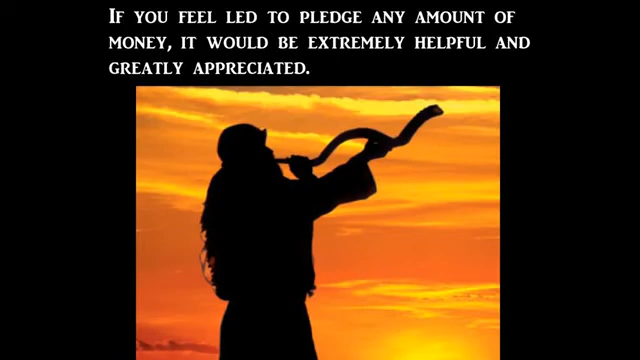 If you feel led to pledge any amount of
money, it would be extremely helpful and
greatly appreciated.